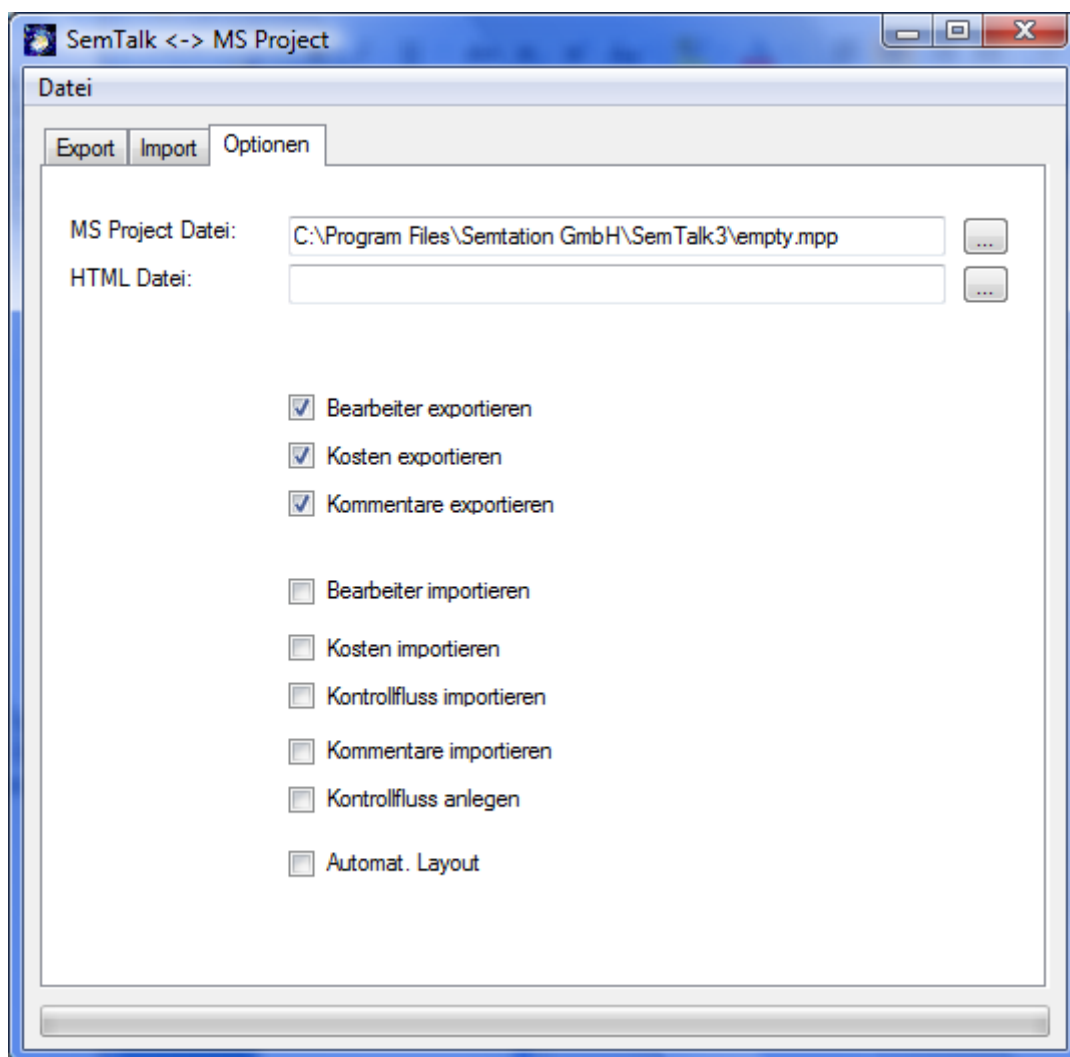 SemTalk <-> MS Project
Datei
Export Import Optionen
MS Project Datei: C:\Program Files\Semtation GmbH\SemTalk3\empty.mpp ...
HTML Datei: ...
Bearbeiter exportieren
Kosten exportieren
Kommentare exportieren
Bearbeiter importieren
Kosten importieren
Kontrollfluss importieren
Kommentare importieren
Kontrollfluss anlegen
Automat. Layout